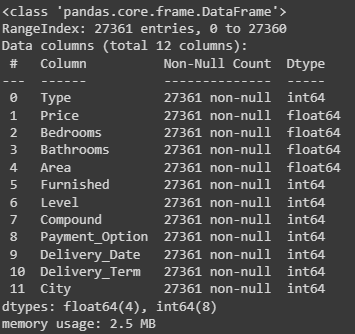 <class 'pandas.core.frame.DataFrame'>
RangeIndex: 27361 entries, 0 to 27360
Data columns (total 12 columns):
 #   Column          Non-Null Count  Dtype
---  ------          --------------  -----
 0   Type            27361 non-null  int64
 1   Price           27361 non-null  float64
 2   Bedrooms        27361 non-null  float64
 3   Bathrooms       27361 non-null  float64
 4   Area            27361 non-null  float64
 5   Furnished       27361 non-null  int64
 6   Level           27361 non-null  int64
 7   Compound        27361 non-null  int64
 8   Payment_Option  27361 non-null  int64
 9   Delivery_Date   27361 non-null  int64
 10  Delivery_Term   27361 non-null  int64
 11  City            27361 non-null  int64
dtypes: float64(4), int64(8)
memory usage: 2.5 MB